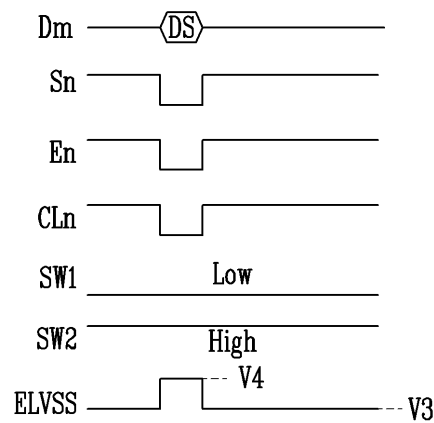 Dm DS
Sn
En
CLn
SW1 Low
SW2 High
ELVSS V4 V3